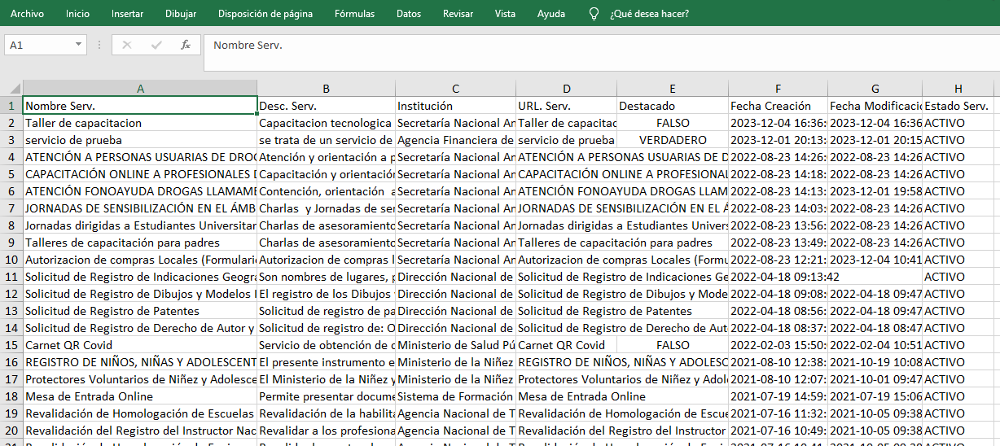 Archivo Inicio Insertar Dibujar Disposición de página Fórmulas Datos Revisar Vista Ayuda ¿Qué desea hacer?
A1 fx Nombre Serv.
A B C D E F G H
1 Nombre Serv. Desc. Serv. Institución URL. Serv. Destacado Fecha Creación Fecha Modificacio Estado Serv.
2 Taller de capacitacion Capacitacion tecnologica Secretaría Nacional An Taller de capacitac FALSO 2023-12-04 16:36: 2023-12-04 16:36 ACTIVO
3 servicio de prueba se trata de un servicio de Agencia Financiera de servicio de prueba VERDADERO 2023-12-01 20:13: 2023-12-01 20:15 ACTIVO
4 ATENCIÓN A PERSONAS USUARIAS DE DROG Atención y orientación a p Secretaría Nacional An ATENCIÓN A PERSONAS USUARIAS DE D 2022-08-23 14:26: 2022-08-23 14:26 ACTIVO
5 CAPACITACIÓN ONLINE A PROFESIONALES D Capacitación y orientación Secretaría Nacional An CAPACITACIÓN ONLINE A PROFESIONAL 2022-08-23 14:18: 2022-08-23 14:26 ACTIVO
6 ATENCIÓN FONOAYUDA DROGAS LLAMAME Contención, orientación a Secretaría Nacional An ATENCIÓN FONOAYUDA DROGAS LLAM 2022-08-23 14:13: 2023-12-01 19:58 ACTIVO
7 JORNADAS DE SENSIBILIZACIÓN EN EL ÁMB Charlas y Jornadas de ser Secretaría Nacional An JORNADAS DE SENSIBILIZACIÓN EN EL Á 2022-08-23 14:03: 2022-08-23 14:26 ACTIVO
8 Jornadas dirigidas a Estudiantes Universitar Charlas de asesoramiento Secretaría Nacional An Jornadas dirigidas a Estudiantes Univers 2022-08-23 13:56: 2022-08-23 14:26 ACTIVO
9 Talleres de capacitación para padres Charlas de asesoramiento Secretaría Nacional An Talleres de capacitación para padres 2022-08-23 13:49: 2022-08-23 14:26 ACTIVO
10 Autorizacion de compras Locales (Formulari Autorizacion de compras l Secretaría Nacional An Autorizacion de compras Locales (Formu 2022-08-23 12:21: 2023-12-04 10:41 ACTIVO
11 Solicitud de Registro de Indicaciones Geogra Son nombres de lugares, p Dirección Nacional de Solicitud de Registro de Indicaciones Ge 2022-04-18 09:13:42 ACTIVO
12 Solicitud de Registro de Dibujos y Modelos I El registro de los Dibujos Dirección Nacional de Solicitud de Registro de Dibujos y Mode 2022-04-18 09:08: 2022-04-18 09:47 ACTIVO
13 Solicitud de Registro de Patentes Solicitud de registro de pa Dirección Nacional de Solicitud de Registro de Patentes 2022-04-18 08:56: 2022-04-18 09:47 ACTIVO
14 Solicitud de Registro de Derecho de Autor y Solicitud de registro de: O Dirección Nacional de Solicitud de Registro de Derecho de Aut 2022-04-18 08:37: 2022-04-18 08:47 ACTIVO
15 Carnet QR Covid Servicio de obtención de c Ministerio de Salud Pú Carnet QR Covid FALSO 2022-02-03 15:50: 2022-02-04 10:51 ACTIVO
16 REGISTRO DE NIÑOS, NIÑAS Y ADOLESCENT El presente instrumento e Ministerio de la Niñez REGISTRO DE NIÑOS, NIÑAS Y ADOLESC 2021-08-10 12:38: 2021-10-19 10:08 ACTIVO
17 Protectores Voluntarios de Niñez y Adolesce El Ministerio de la Niñez y Ministerio de la Niñez Protectores Voluntarios de Niñez y Adol 2021-08-10 12:07: 2021-10-01 09:47 ACTIVO
18 Mesa de Entrada Online Permite presentar docume Sistema de Formación Mesa de Entrada Online 2021-07-19 14:59: 2021-07-19 15:06 ACTIVO
19 Revalidación de Homologación de Escuelas Revalidación de la habilita Agencia Nacional de T Revalidación de Homologación de Escue 2021-07-16 11:32: 2021-10-05 09:38 ACTIVO
20 Revalidación del Registro del Instructor Nac Revalidar a los profesiona Agencia Nacional de T Revalidación del Registro del Instructor 2021-07-16 10:49: 2021-10-05 09:38 ACTIVO